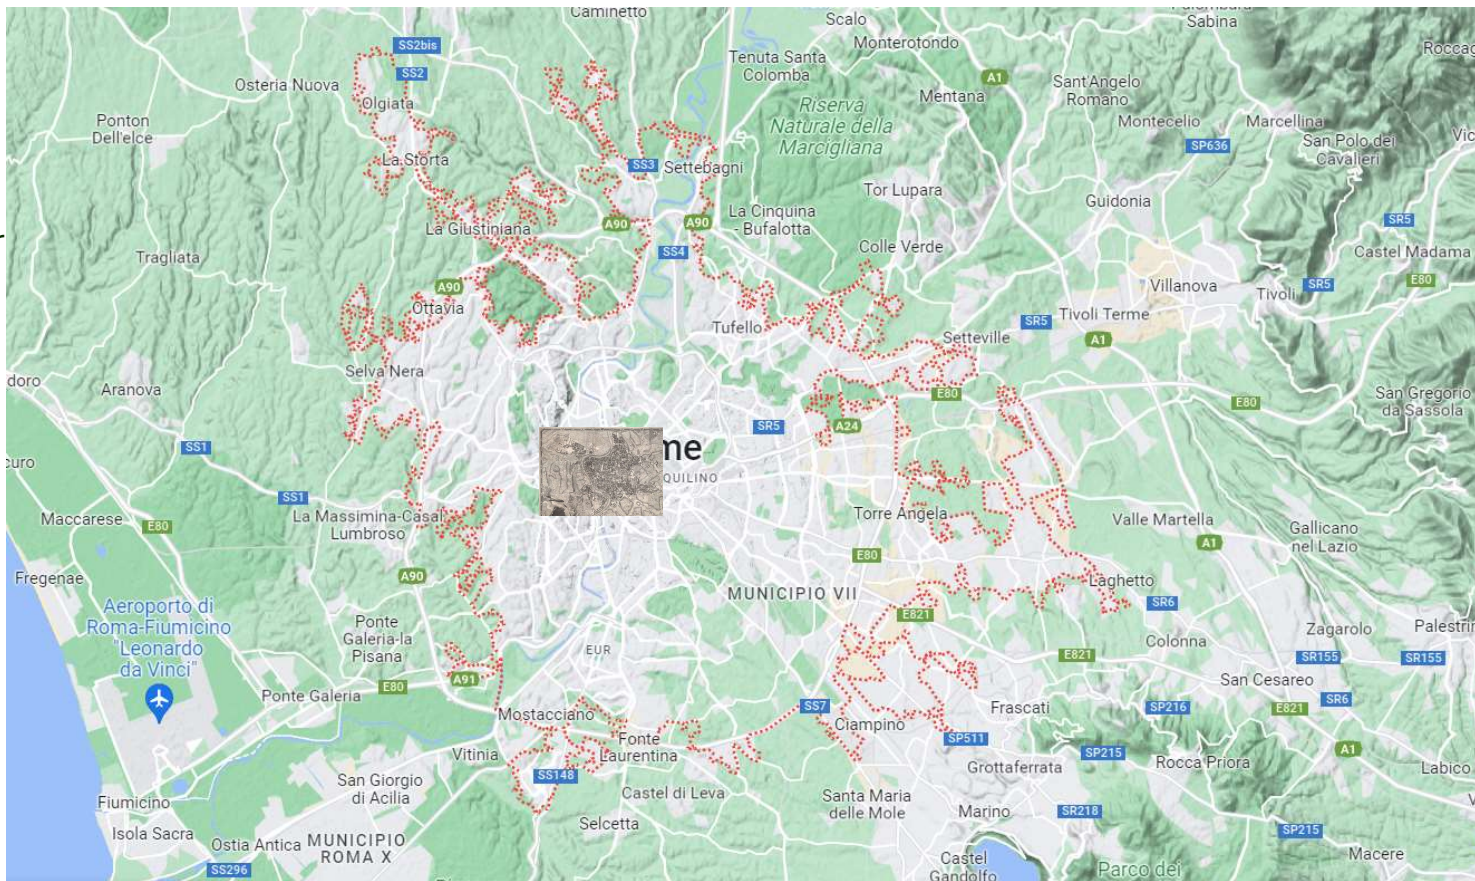 Caminetto
Scalo
Palombara
Sabina
SS2bis
Monterotondo
Roccag
Osteria Nuova
SS2
Tenuta Santa
Colomba
A1
Sant'Angelo
Romano
Mentana
Olgiata
Ponton
Dell'elce
Riserva
Naturale della
Marcigliana
Montecelio
Marcellina
San Polo dei
Cavalieri
Vic
SP636
La Storta
SS3
Settebagni
Tor Lupara
Guidonia
La Giustiniana
A90
A90
La Cinquina
- Bufalotta
SR5
Colle Verde
Castel Madama
Tragliata
SS4
E80
A90
Ottavia
Villanova
Tivoli
SR5
Tufello
SR5
Tivoli Terme
Setteville
A1
Selva Nera
doro
Aranova
E80
E80
San Gregorio
da Sassola
SR5
A24
SS1
me
curo
QUILINO
SS1
La Massimina-Casal
Lumbroso
Torre Angela
Valle Martella
Gallicano
nel Lazio
Maccarese
E80
A1
E80
Fregenae
A90
Laghetto
MUNICIPIO VII
SR6
Aeroporto di
Roma-Fiumicino
"Leonardo
da Vinci"
Ponte
Galeria-la
Pisana
E821
Zagarolo
Palestrin
Colonna
EUR
E821
SR155
SR155
A91
E80
Ponte Galeria
San Cesareo
SR6
E821
SS7
Frascati
SP216
Mostacciano
Ciampino
SP511
Fonte
Laurentina
Vitinia
SP215
A1
Rocca Priora
Labico
Grottaferrata
SS148
San Giorgio
di Acilia
Castel di Leva
Santa Maria
delle Mole
Fiumicino
Marino
SR218
Isola Sacra
Selcetta
SP215
Ostia Antica
MUNICIPIO
ROMA X
Macere
Castel
Gandolfo
Parco dei
SS296